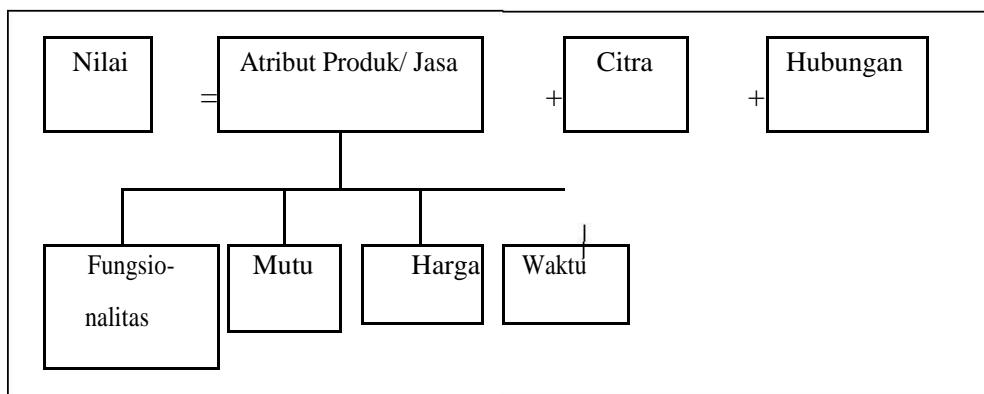 Nilai
=
Atribut Produk/ Jasa
+
Citra
+
Hubungan
Fungsio-
nalitas
Mutu
Harga
Waktu